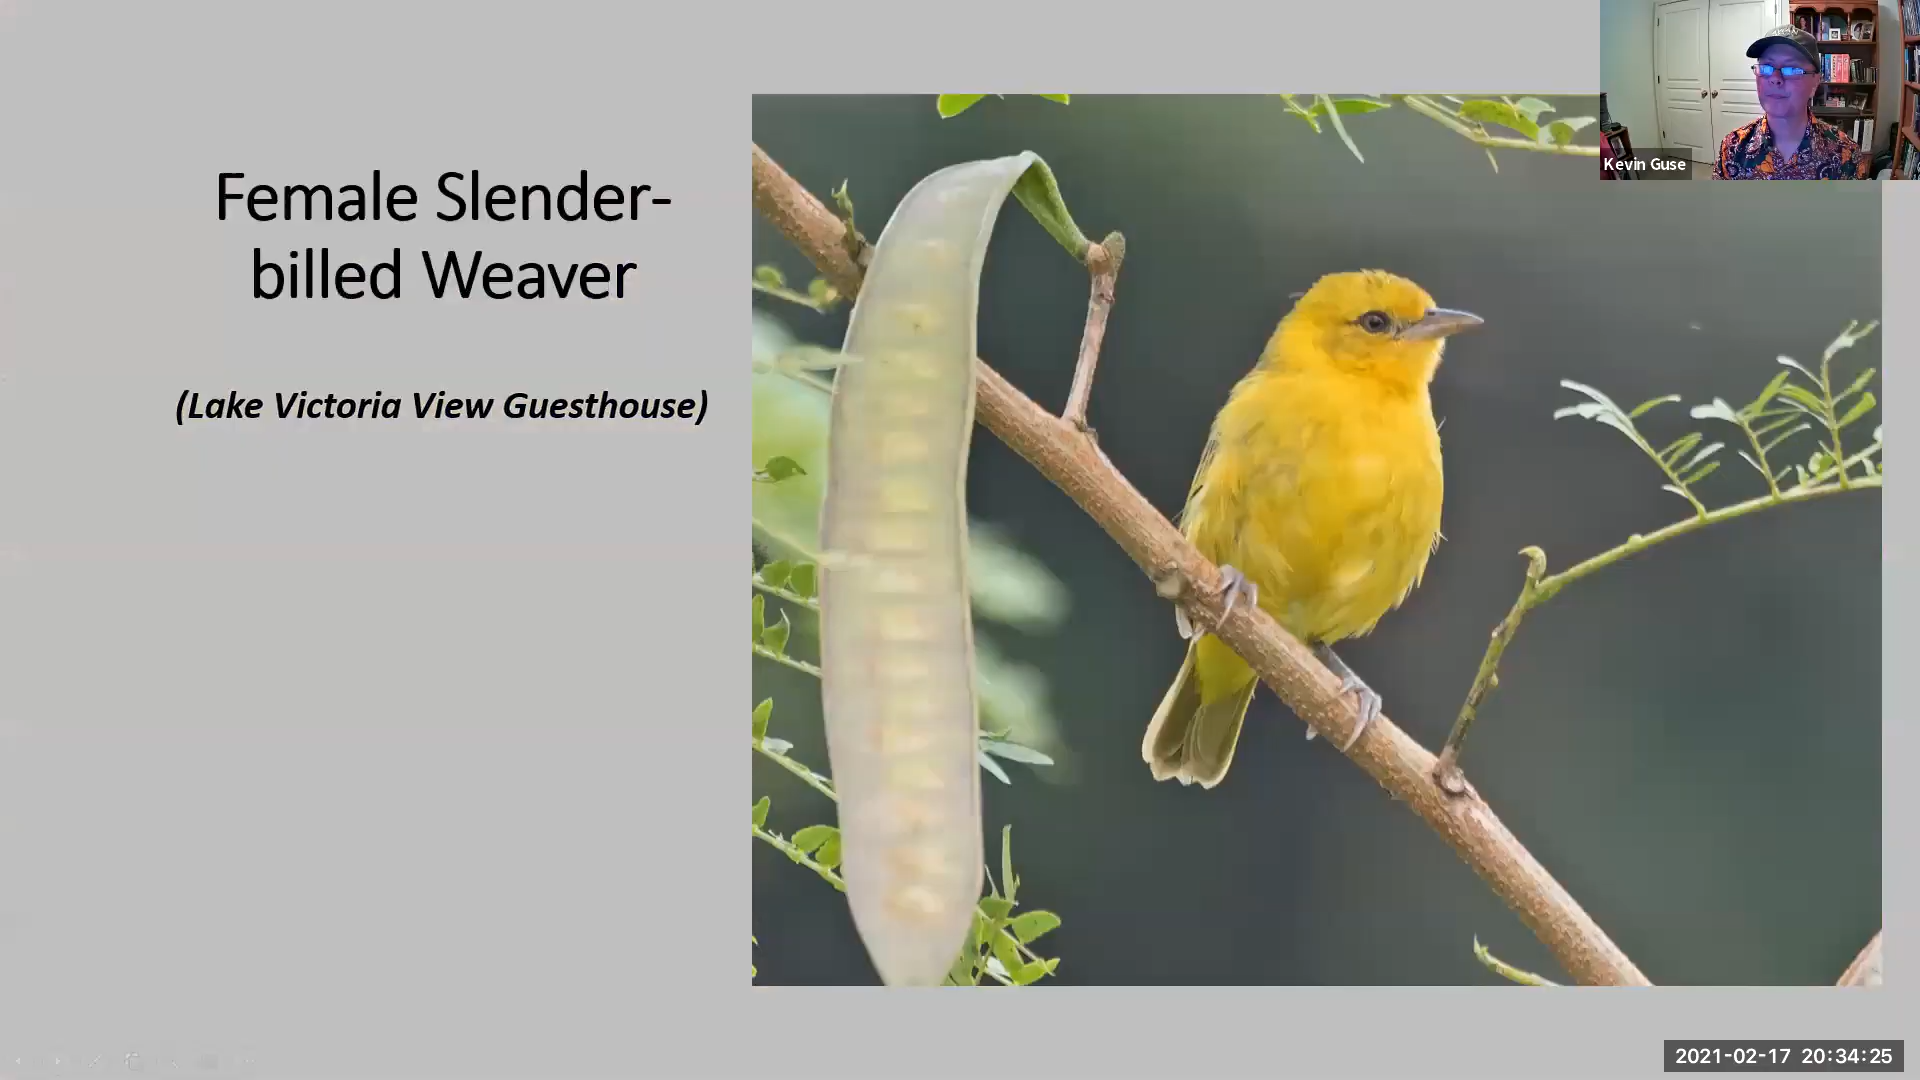 Female Slender-
billed Weaver
(Lake Victoria View Guesthouse)
Kevin Guse
2021-02-17 20:34:25